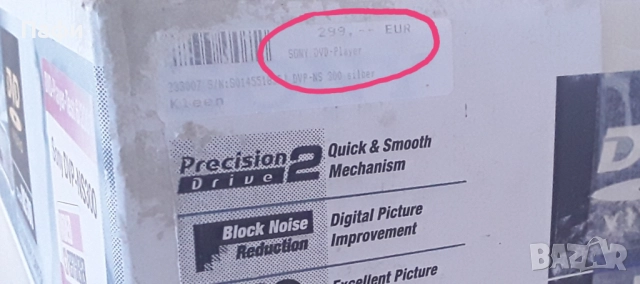 299.-- EUR
SONY DVD-Player
DVP-NS 300 silber
Kleen
Precision
Drive 2
Quick & Smooth
Mechanism
Block Noise
Reduction
Digital Picture
Improvement
Excellent Picture
Sony DVP-NS300
BAZAR